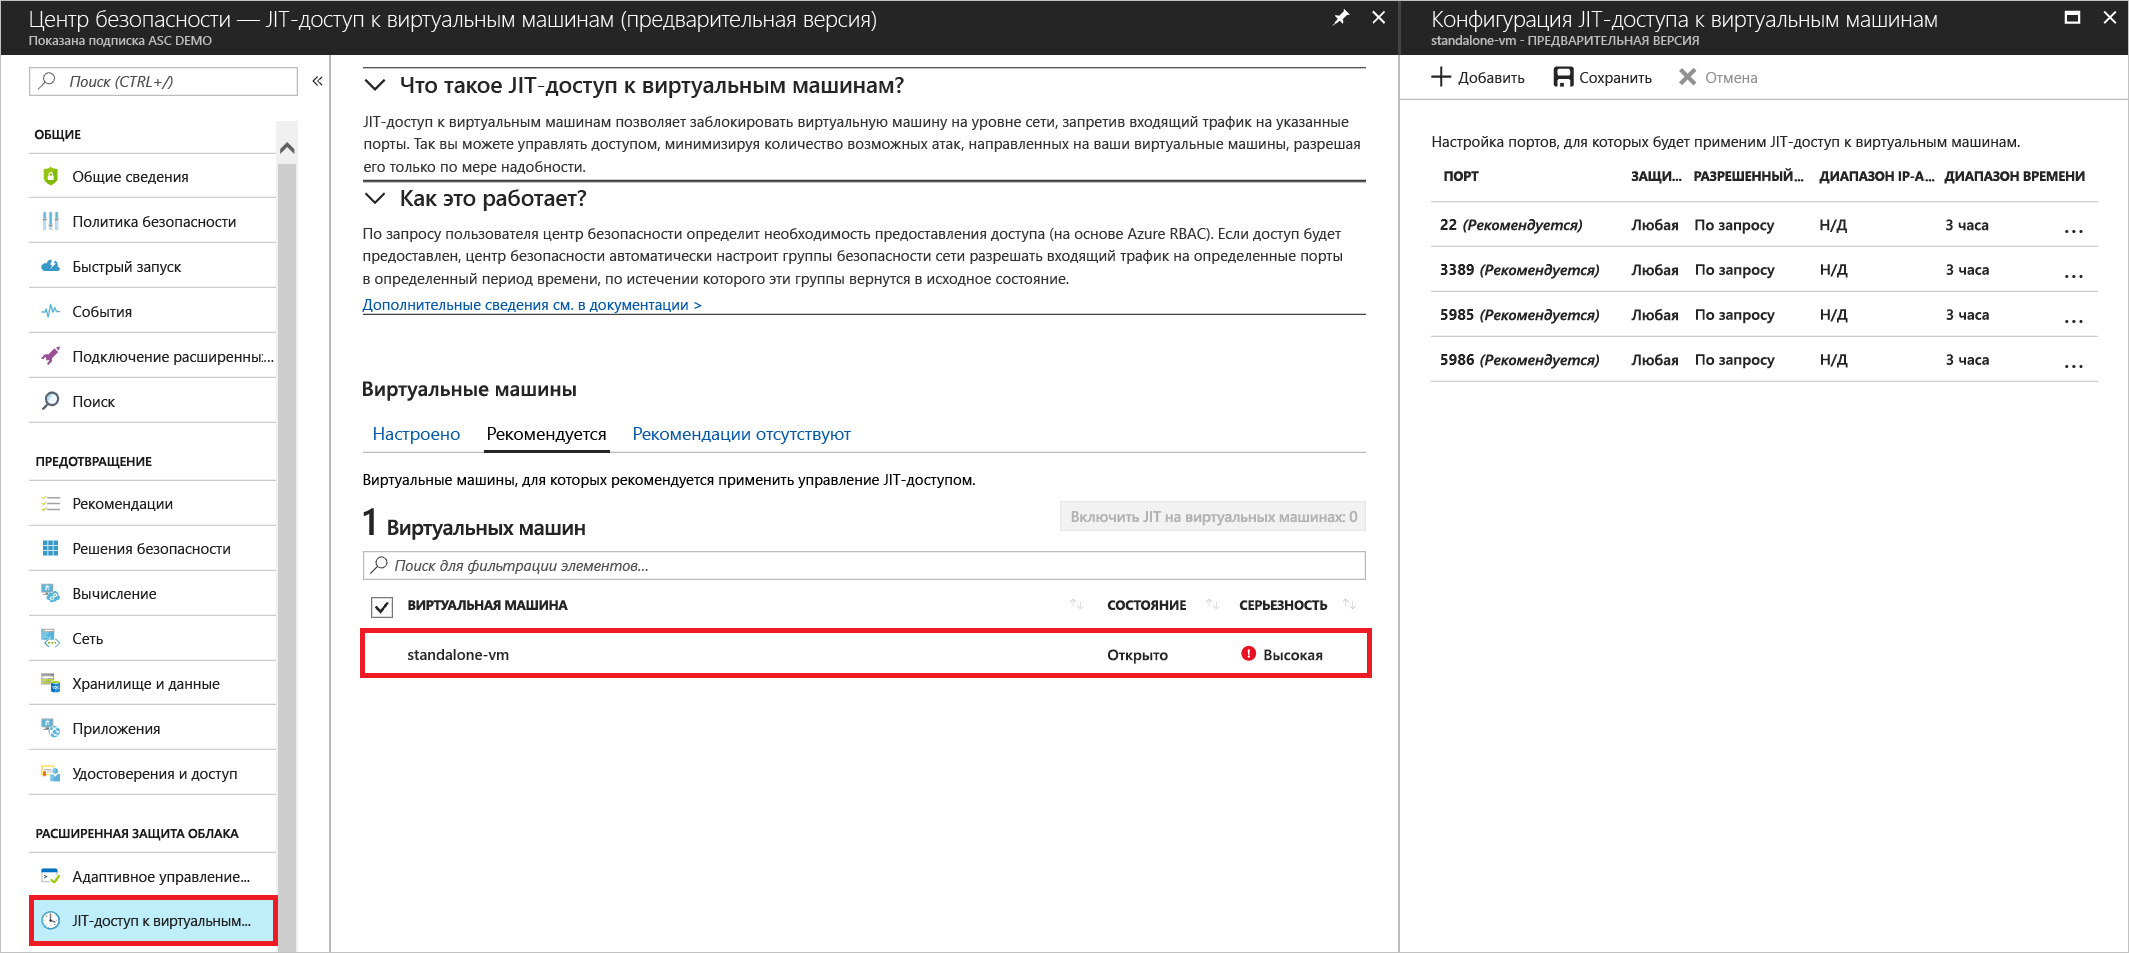 Центр безопасности — JIT-доступ к виртуальным машинам (предварительная версия)
Показана подписка ASC DEMO
Поиск (CTRL+/)
«
ОБЩИЕ
Общие сведения
Политика безопасности
Быстрый запуск
События
Подключение расширенны:...
Поиск
ПРЕДОТВРАЩЕНИЕ
Рекомендации
Решения безопасности
Вычисление
Сеть
Хранилище и данные
Приложения
Удостоверения и доступ
РАСШИРЕННАЯ ЗАЩИТА ОБЛАКА
Адаптивное управление...
JIT-доступ к виртуальным...
Что такое JIT-доступ к виртуальным машинам?
JIT-доступ к виртуальным машинам позволяет заблокировать виртуальную машину на уровне сети, запретив входящий трафик на указанные
порты. Так вы можете управлять доступом, минимизируя количество возможных атак, направленных на ваши виртуальные машины, разрешая
его только по мере надобности.
Как это работает?
По запросу пользователя центр безопасности определит необходимость предоставления доступа (на основе Azure RBAC). Если доступ будет
предоставлен, центр безопасности автоматически настроит группы безопасности сети разрешать входящий трафик на определенные порты
в определенный период времени, по истечении которого эти группы вернутся в исходное состояние.
Дополнительные сведения см. в документации >
Виртуальные машины
Настроено Рекомендуется Рекомендации отсутствуют
Виртуальные машины, для которых рекомендуется применить управление JIT-доступом.
1 Виртуальных машин
Включить JIT на виртуальных машинах: 0
Поиск для фильтрации элементов...
ВИРТУАЛЬНАЯ МАШИНА СОСТОЯНИЕ СЕРЬЕЗНОСТЬ
standalone-vm Открыто Высокая
Конфигурация JIT-доступа к виртуальным машинам
standalone-vm - ПРЕДВАРИТЕЛЬНАЯ ВЕРСИЯ
Добавить Сохранить Отмена
Настройка портов, для которых будет применим JIT-доступ к виртуальным машинам.
ПОРТ ЗАЩИ... РАЗРЕШЕННЫЙ... ДИАПАЗОН IP-А... ДИАПАЗОН ВРЕМЕНИ
22 (Рекомендуется) Любая По запросу Н/Д 3 часа ...
3389 (Рекомендуется) Любая По запросу Н/Д 3 часа ...
5985 (Рекомендуется) Любая По запросу Н/Д 3 часа ...
5986 (Рекомендуется) Любая По запросу Н/Д 3 часа ...